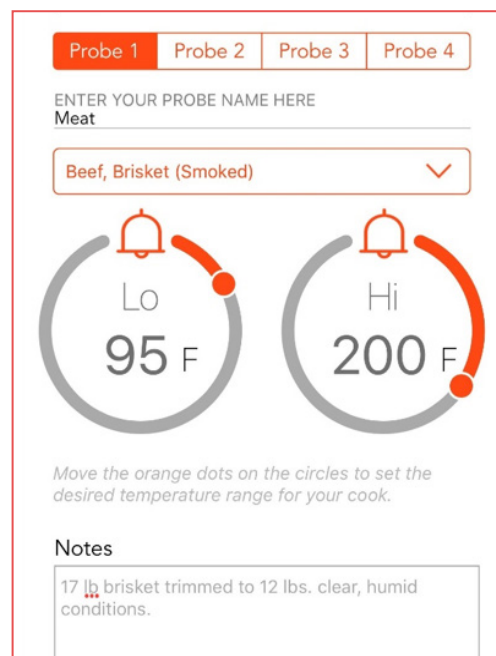 Probe 1 Probe 2 Probe 3 Probe 4
ENTER YOUR PROBE NAME HERE
Meat
Beef, Brisket (Smoked)
Lo Hi
95 F 200 F
Move the orange dots on the circles to set the
desired temperature range for your cook.
Notes
17 lb brisket trimmed to 12 lbs. clear, humid
conditions.